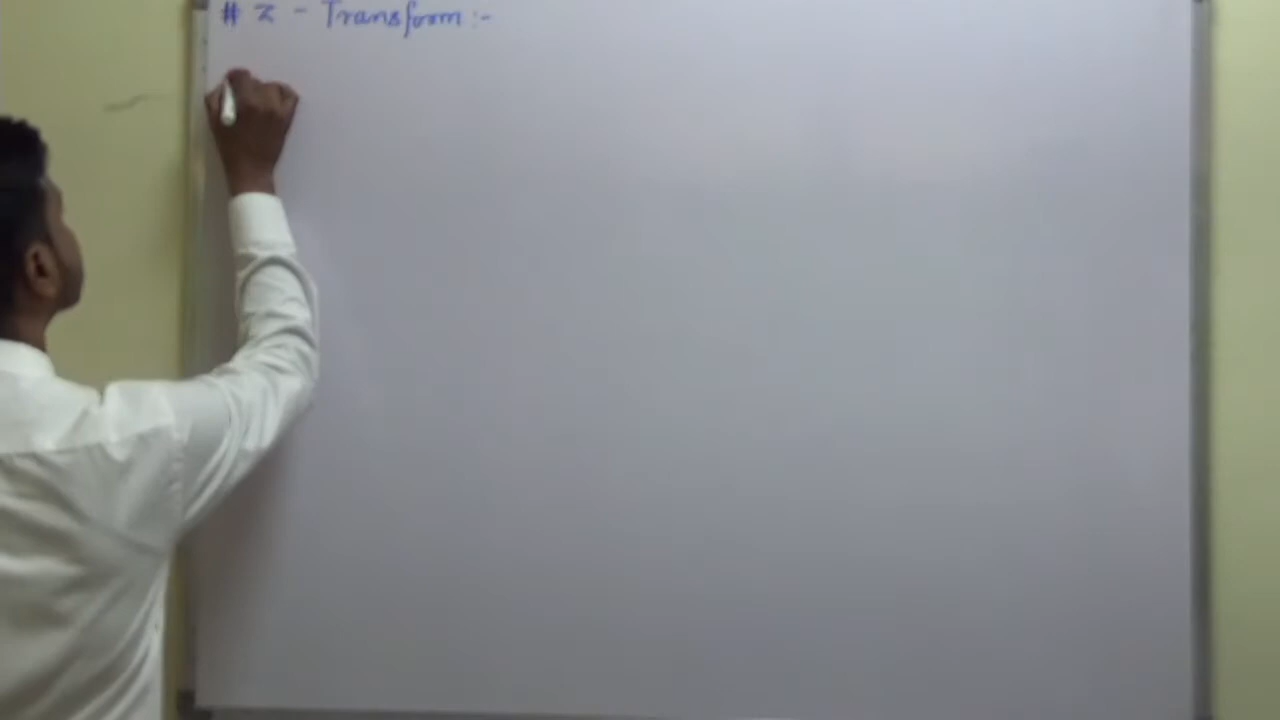 # Z - Transform :-